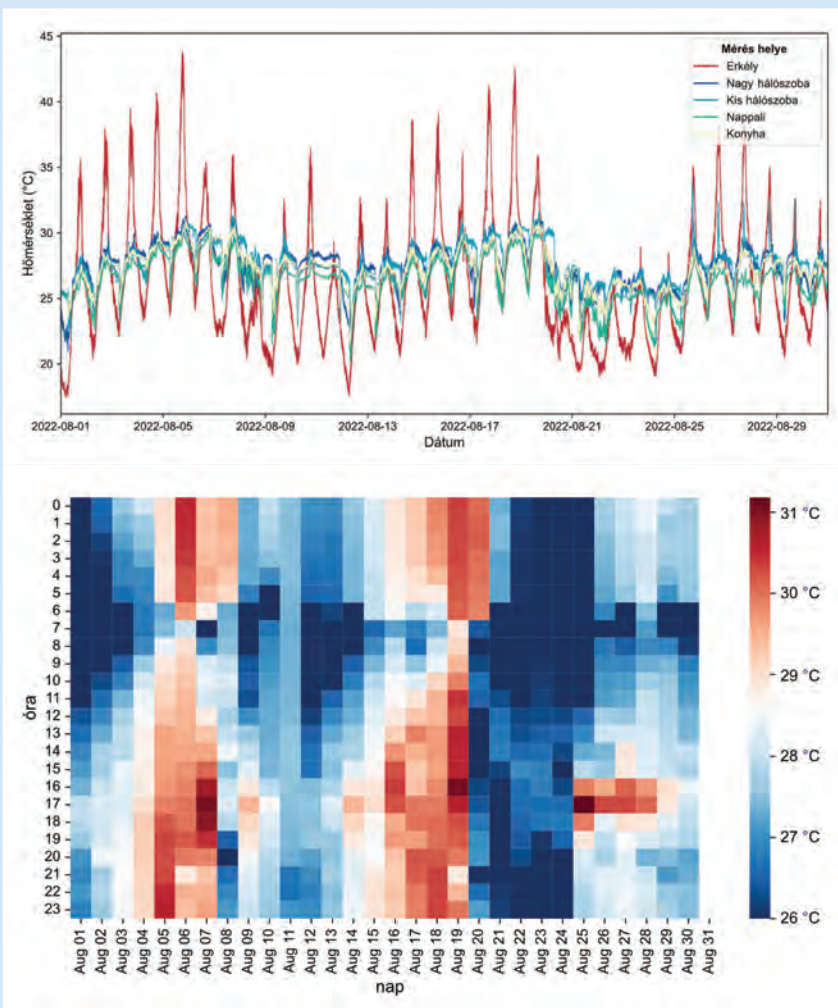 45
40
35
30
25
20
Hőmérséklet (°C)
Mérés helye
Erkély
Nagy hálószoba
Kis hálószoba
Nappali
Konyha
2022-08-01 2022-08-05 2022-08-09 2022-08-13 2022-08-17 2022-08-21 2022-08-25 2022-08-29
Dátum
0
1
2
3
4
5
6
7
8
9
10
11
12
13
14
15
16
17
18
19
20
21
22
23
óra
Aug 01 Aug 02 Aug 03 Aug 04 Aug 05 Aug 06 Aug 07 Aug 08 Aug 09 Aug 10 Aug 11 Aug 12 Aug 13 Aug 14 Aug 15 Aug 16 Aug 17 Aug 18 Aug 19 Aug 20 Aug 21 Aug 22 Aug 23 Aug 24 Aug 25 Aug 26 Aug 27 Aug 28 Aug 29 Aug 30 Aug 31
nap
31 °C
30 °C
29 °C
28 °C
27 °C
26 °C